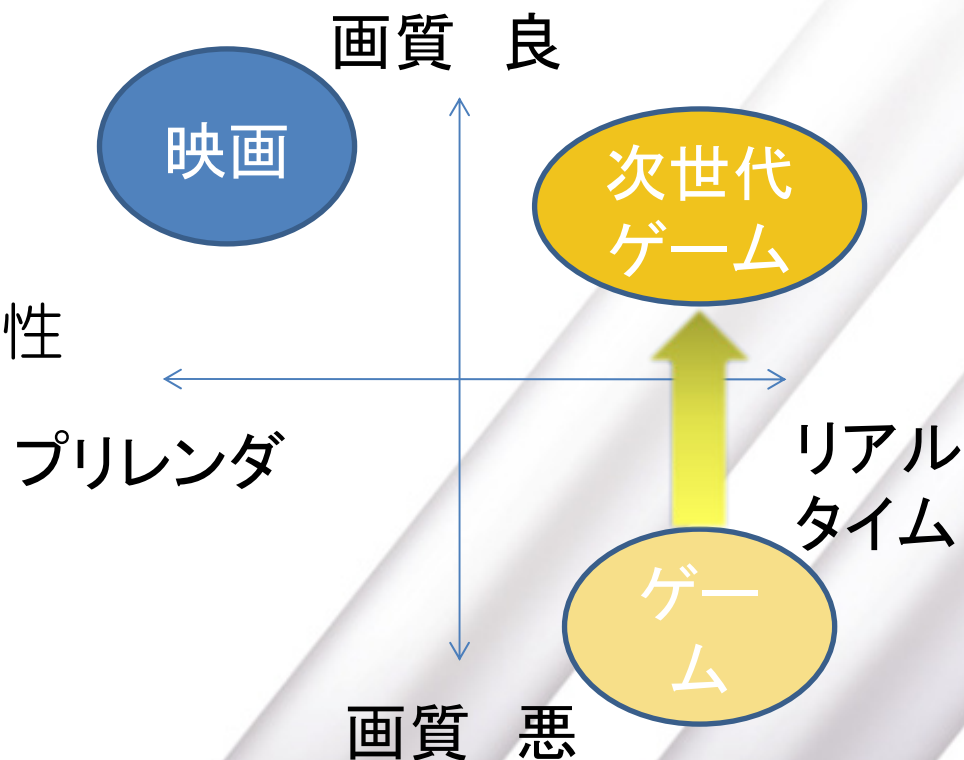 画質　良
映画
次世代
ゲーム
性
プリレンダ
リアル
タイム
ゲー
ム
画質　悪